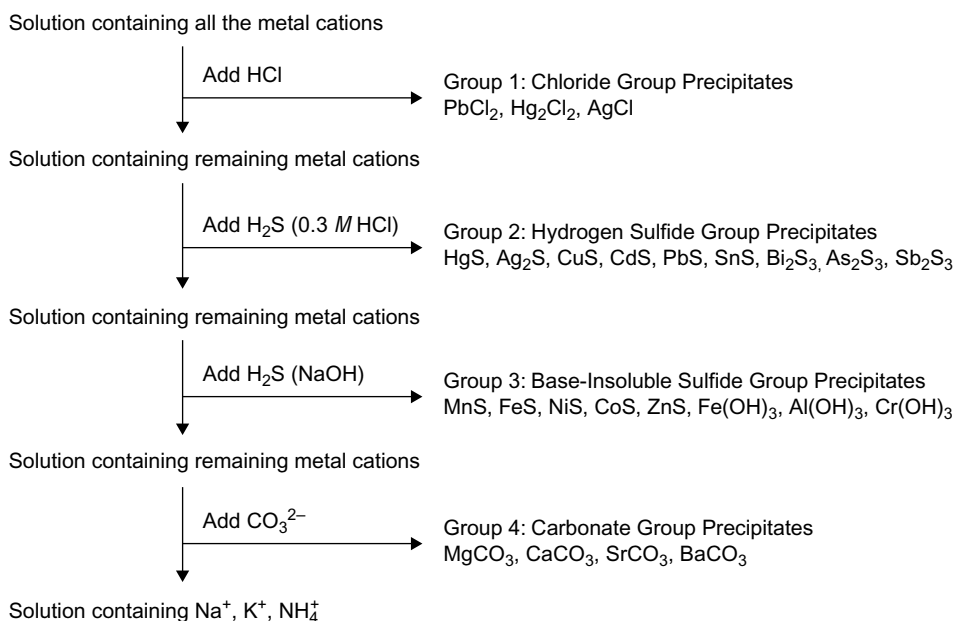 Solution containing all the metal cations
Add HCl
Group 1: Chloride Group Precipitates
PbCl₂, Hg₂Cl₂, AgCl
Solution containing remaining metal cations
Add H₂S (0.3 M HCl)
Group 2: Hydrogen Sulfide Group Precipitates
HgS, Ag₂S, CuS, CdS, PbS, SnS, Bi₂S₃, As₂S₃, Sb₂S₃
Solution containing remaining metal cations
Add H₂S (NaOH)
Group 3: Base-Insoluble Sulfide Group Precipitates
MnS, FeS, NiS, CoS, ZnS, Fe(OH)₃, Al(OH)₃, Cr(OH)₃
Solution containing remaining metal cations
Add CO₃²⁻
Group 4: Carbonate Group Precipitates
MgCO₃, CaCO₃, SrCO₃, BaCO₃
Solution containing Na⁺, K⁺, NH₄⁺